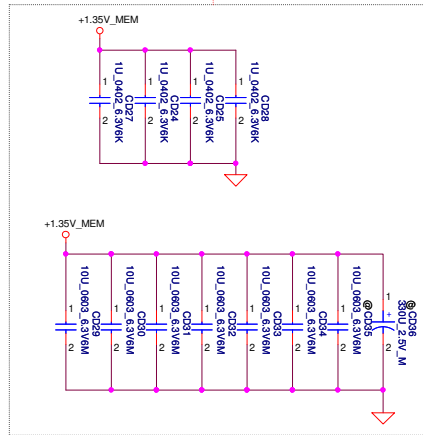 +1.35V_MEM
1
2
1U_0402_6.3V6K
CD27
1
2
1U_0402_6.3V6K
CD24
1
2
1U_0402_6.3V6K
CD25
1
2
1U_0402_6.3V6K
CD28
+1.35V_MEM
1
2
10U_0603_6.3V6M
CD29
1
2
10U_0603_6.3V6M
CD30
1
2
10U_0603_6.3V6M
CD31
1
2
10U_0603_6.3V6M
CD32
1
2
10U_0603_6.3V6M
CD33
1
2
10U_0603_6.3V6M
CD34
1
2
10U_0603_6.3V6M
@CD35
1
+
2
330U_2.5V_M
@CD36